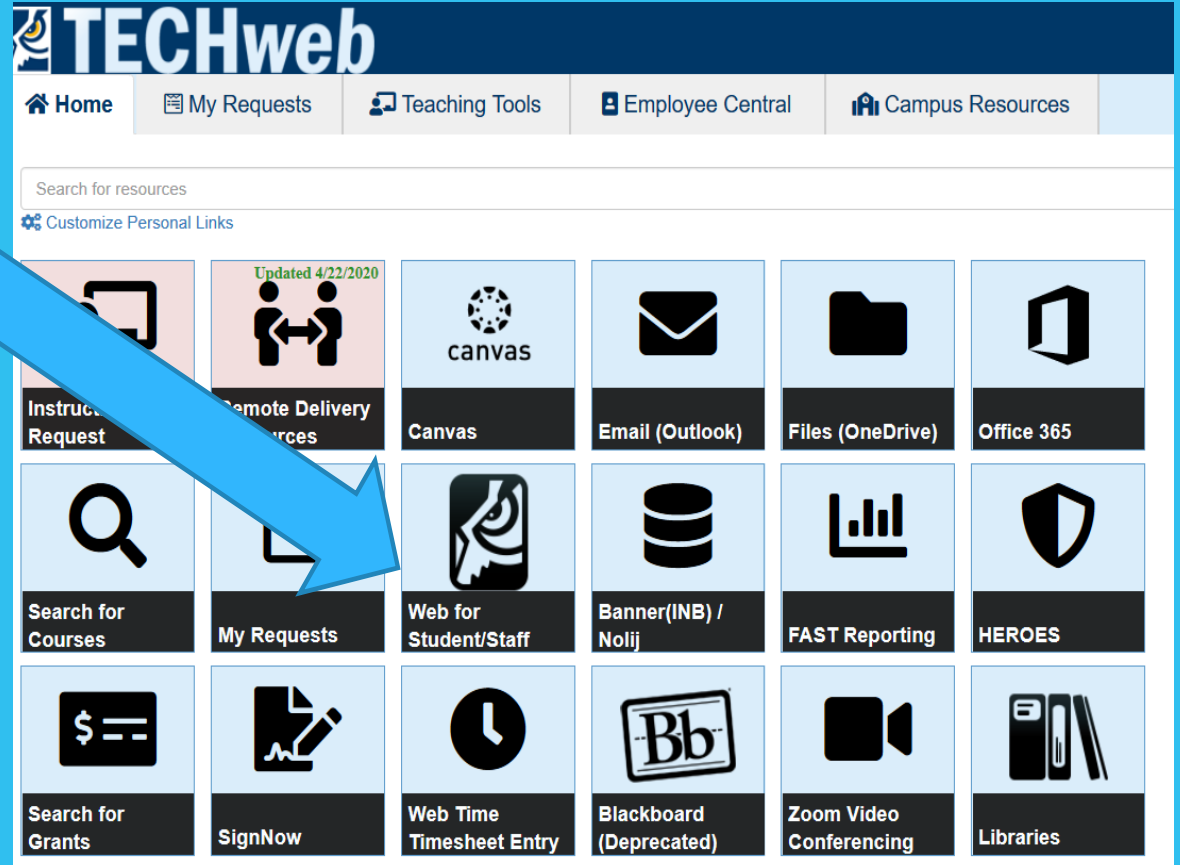 TECHweb
Home
My Requests
Teaching Tools
Employee Central
Campus Resources
Search for resources
Customize Personal Links
Updated 4/22/2020
canvas
Request
Delivery
Canvas
Email (Outlook)
Files (OneDrive)
Office 365
Search for
Courses
My Requests
Web for
Student/Staff
Banner(INB) /
Nolij
FAST Reporting
HEROES
$
Bb
Search for
Grants
SignNow
Web Time
Timesheet Entry
Blackboard
(Deprecated)
Zoom Video
Conferencing
Libraries